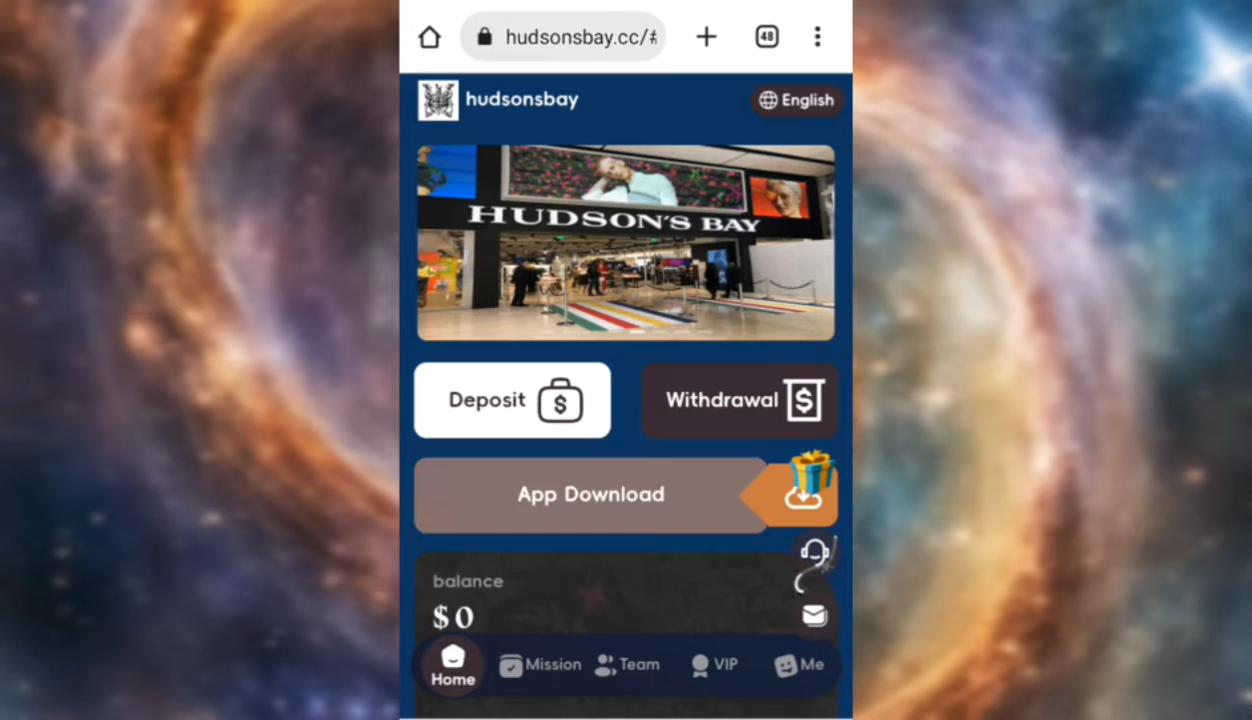 hudsonsbay.cc/#
48
hudsonsbay
English
HUDSON'S BAY
Deposit
$
Withdrawal
$
App Download
balance
$0
Home
Mission
Team
VIP
Me